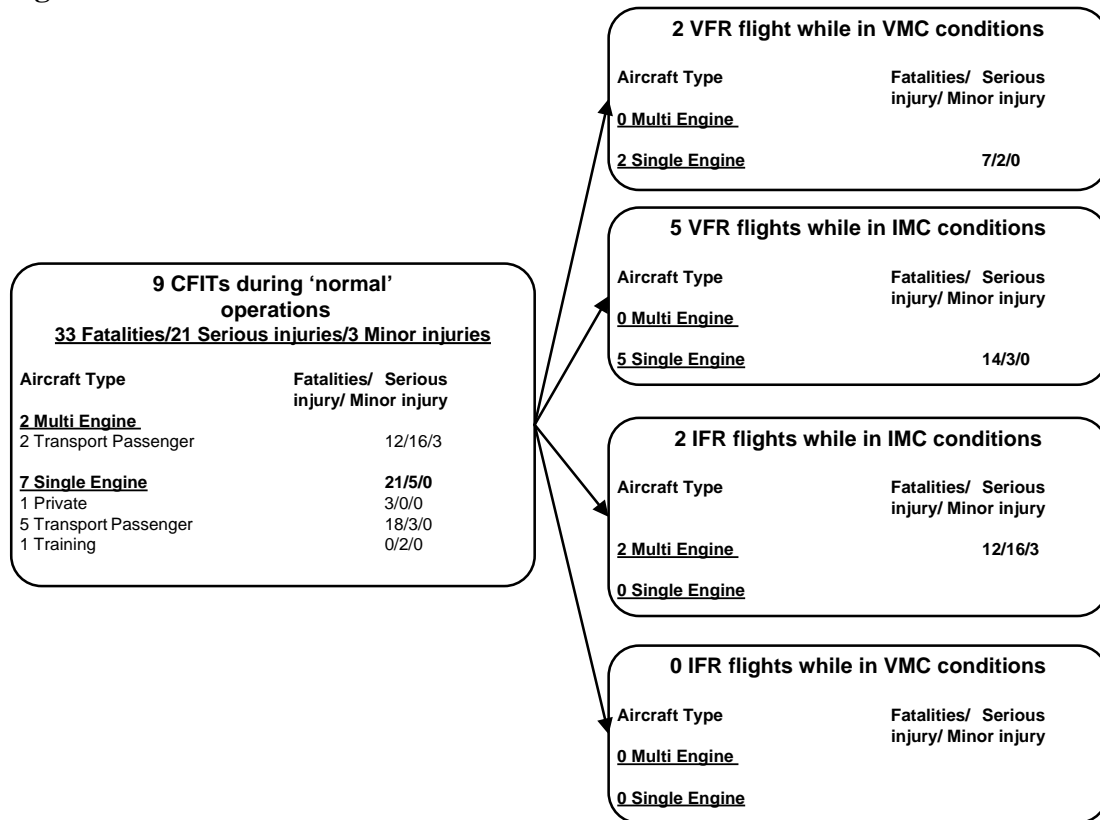 9 CFITs during ‘normal’
operations
33 Fatalities/21 Serious injuries/3 Minor injuries
Aircraft Type Fatalities/ Serious
injury/ Minor injury
2 Multi Engine
2 Transport Passenger 12/16/3
7 Single Engine 21/5/0
1 Private 3/0/0
5 Transport Passenger 18/3/0
1 Training 0/2/0
2 VFR flight while in VMC conditions
Aircraft Type Fatalities/ Serious
injury/ Minor injury
0 Multi Engine
2 Single Engine 7/2/0
5 VFR flights while in IMC conditions
Aircraft Type Fatalities/ Serious
injury/ Minor injury
0 Multi Engine
5 Single Engine 14/3/0
2 IFR flights while in IMC conditions
Aircraft Type Fatalities/ Serious
injury/ Minor injury
2 Multi Engine 12/16/3
0 Single Engine
0 IFR flights while in VMC conditions
Aircraft Type Fatalities/ Serious
injury/ Minor injury
0 Multi Engine
0 Single Engine